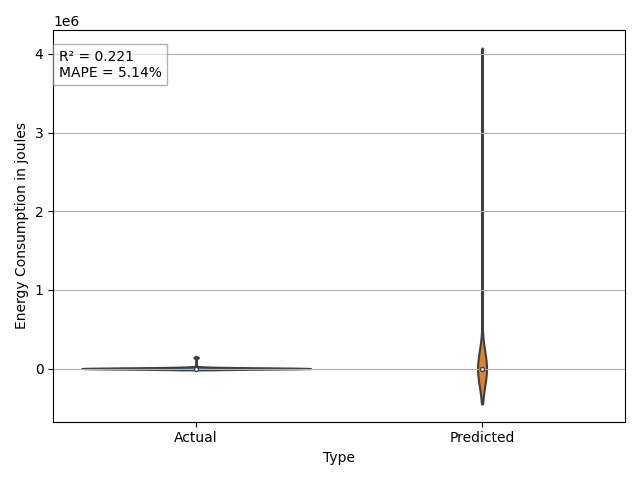 1e6
R² = 0.221
MAPE = 5.14%
4
3
2
1
0
Energy Consumption in joules
Actual
Predicted
Type